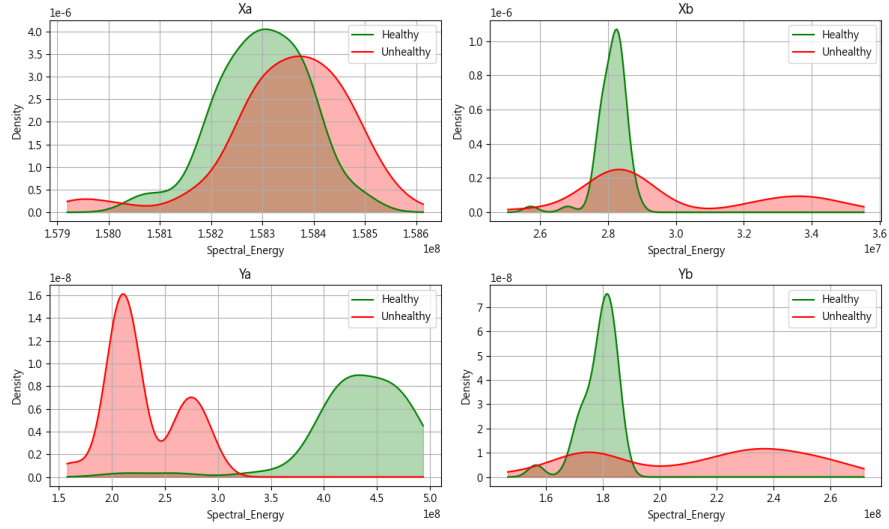 Xa
1e-6
Healthy
Unhealthy
Density
4.0
3.5
3.0
2.5
2.0
1.5
1.0
0.5
0.0
1.579 1.580 1.581 1.582 1.583 1.584 1.585 1.586
1e8
Spectral_Energy
Xb
1e-6
Healthy
Unhealthy
Density
1.0
0.8
0.6
0.4
0.2
0.0
2.6 2.8 3.0 3.2 3.4 3.6
1e7
Spectral_Energy
Ya
1e-8
Healthy
Unhealthy
Density
1.6
1.4
1.2
1.0
0.8
0.6
0.4
0.2
0.0
1.5 2.0 2.5 3.0 3.5 4.0 4.5 5.0
1e8
Spectral_Energy
Yb
1e-8
Healthy
Unhealthy
Density
7
6
5
4
3
2
1
0
1.6 1.8 2.0 2.2 2.4 2.6
1e8
Spectral_Energy